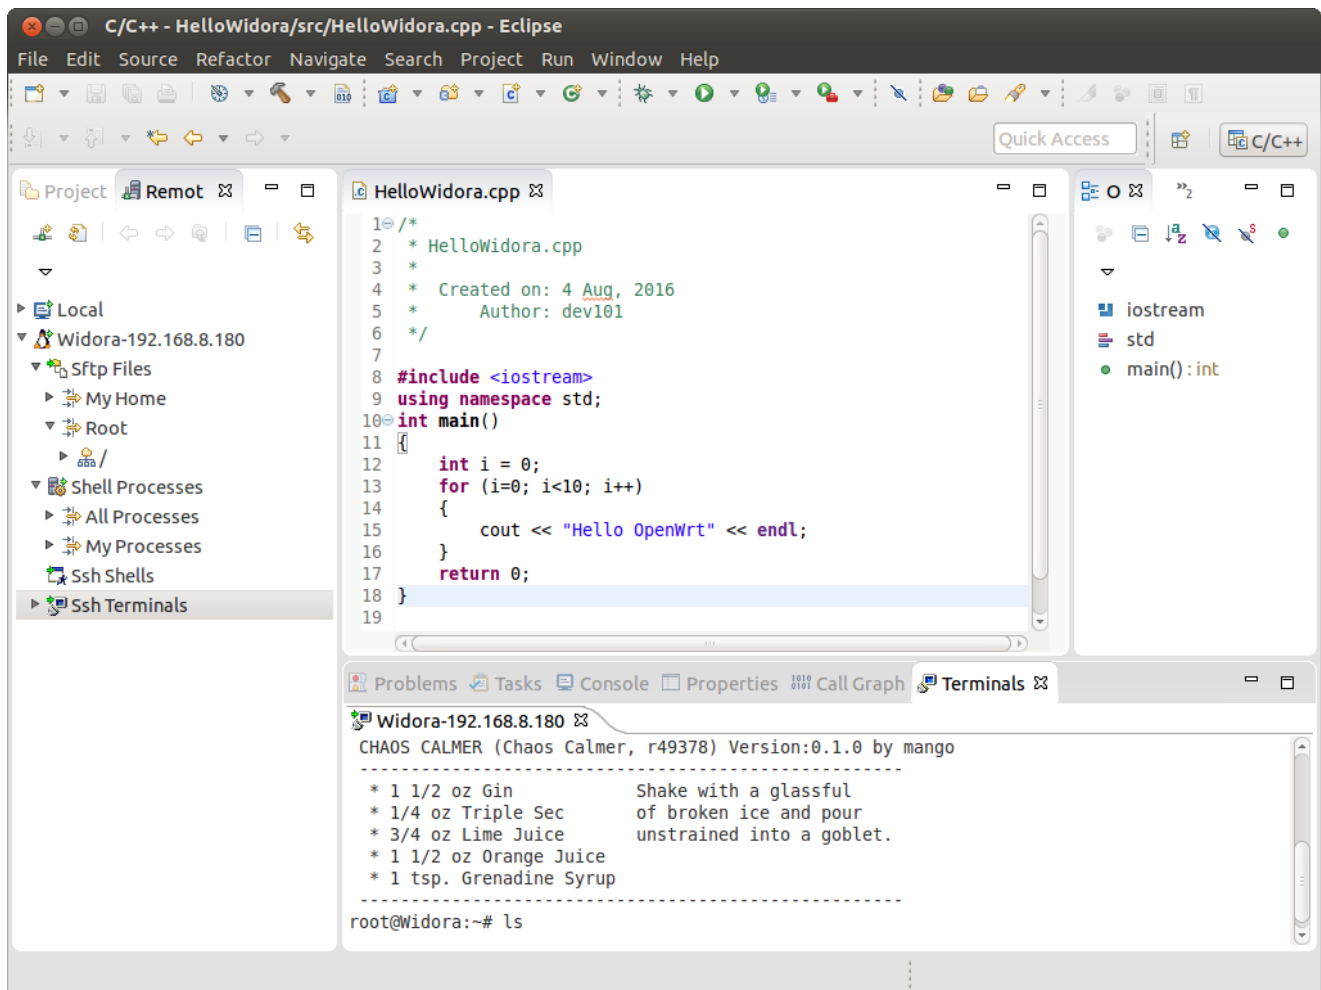 C/C++ - HelloWidora/src/HelloWidora.cpp - Eclipse
File Edit Source Refactor Navigate Search Project Run Window Help
Quick Access
C/C++
Project
Remot
Local
Widora-192.168.8.180
Sftp Files
My Home
Root
/
Shell Processes
All Processes
My Processes
Ssh Shells
Ssh Terminals
HelloWidora.cpp
1 /*
2  * HelloWidora.cpp
3  *
4  *  Created on: 4 Aug, 2016
5  *      Author: dev101
6  */
7
8 #include <iostream>
9 using namespace std;
10 int main()
11 {
12     int i = 0;
13     for (i=0; i<10; i++)
14     {
15         cout << "Hello OpenWrt" << endl;
16     }
17     return 0;
18 }
19
O
»2
iostream
std
main() : int
Problems Tasks Console Properties Call Graph Terminals
Widora-192.168.8.180
CHAOS CALMER (Chaos Calmer, r49378) Version:0.1.0 by mango
-----------------------------------------------------
* 1 1/2 oz Gin            Shake with a glassful
* 1/4 oz Triple Sec       of broken ice and pour
* 3/4 oz Lime Juice       unstrained into a goblet.
* 1 1/2 oz Orange Juice
* 1 tsp. Grenadine Syrup
-----------------------------------------------------
root@Widora:~# ls